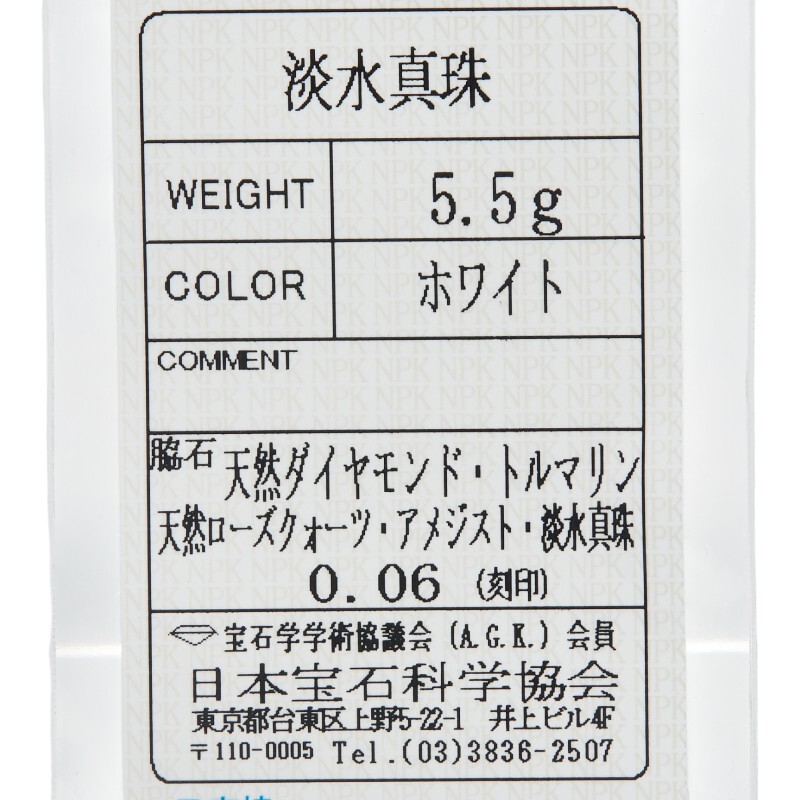 淡水真珠
WEIGHT 5.5g
COLOR ホワイト
COMMENT
脇石 天然ダイヤモンド・トルマリン
天然ローズクォーツ・アメジスト・淡水真珠
0.06 (刻印)
宝石学学術協議会 (A.G.K.) 会員
日本宝石科学協会
東京都台東区上野5-22-1 井上ビル4F
〒110-0005 Tel.(03)3836-2507